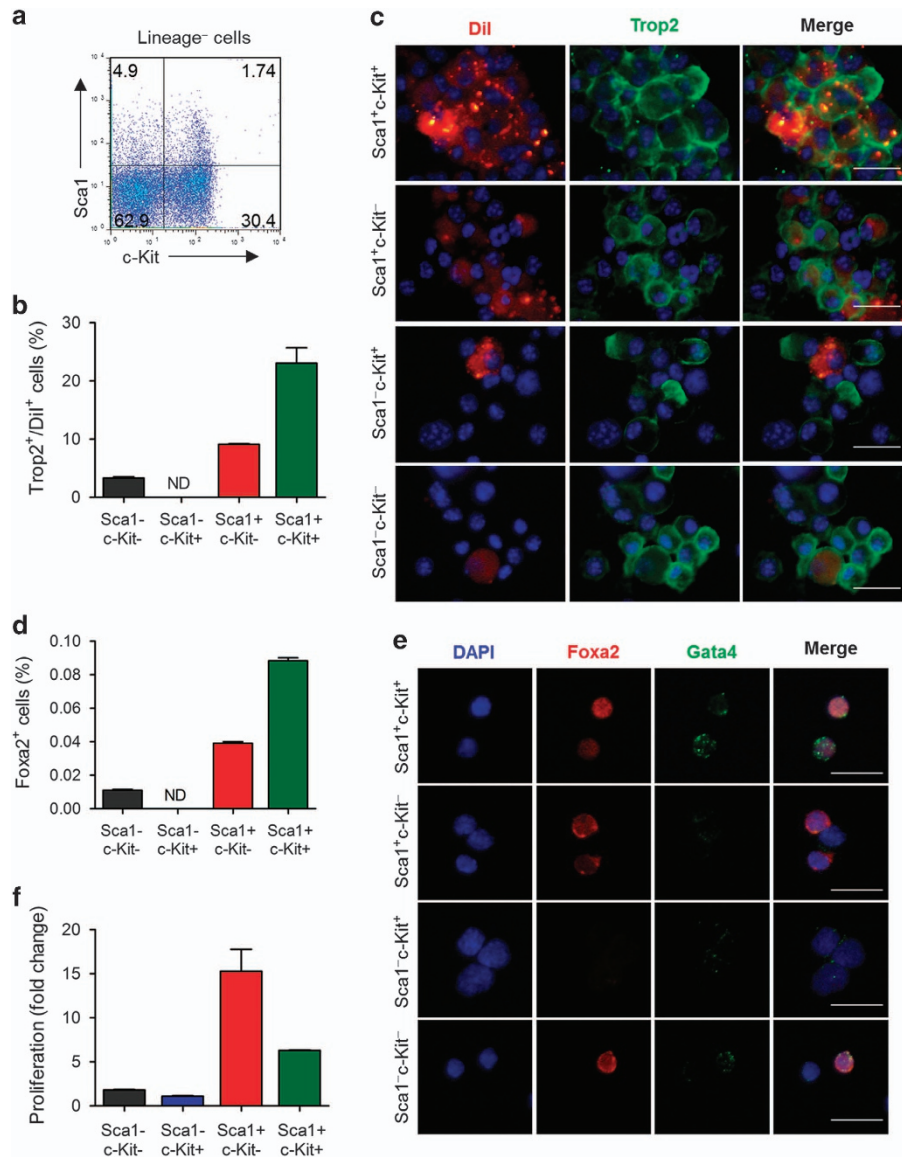 a
Lineage⁻ cells
4.9
1.74
62.9
30.4
10⁴
10³
10²
10¹
10⁰
10⁰ 10¹ 10² 10³ 10⁴
Sca1
c-Kit
b
Trop2⁺/DiI⁺ cells (%)
30
20
10
0
ND
Sca1- c-Kit-
Sca1- c-Kit+
Sca1+ c-Kit-
Sca1+ c-Kit+
c
DiI
Trop2
Merge
Sca1⁺c-Kit⁺
Sca1⁺c-Kit⁻
Sca1⁻c-Kit⁺
Sca1⁻c-Kit⁻
d
Foxa2⁺ cells (%)
0.10
0.08
0.06
0.04
0.02
0.00
ND
Sca1- c-Kit-
Sca1- c-Kit+
Sca1+ c-Kit-
Sca1+ c-Kit+
e
DAPI
Foxa2
Gata4
Merge
Sca1⁺c-Kit⁺
Sca1⁺c-Kit⁻
Sca1⁻c-Kit⁺
Sca1⁻c-Kit⁻
f
Proliferation (fold change)
20
15
10
5
0
Sca1- c-Kit-
Sca1- c-Kit+
Sca1+ c-Kit-
Sca1+ c-Kit+